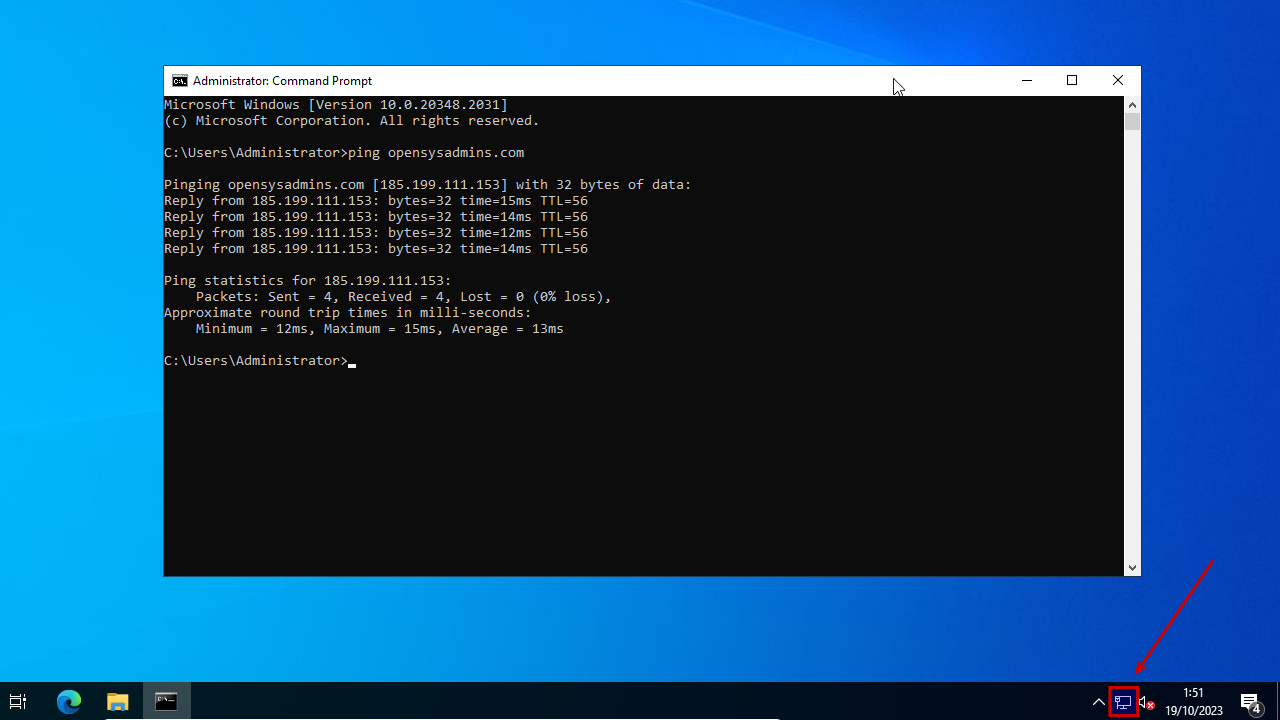 Administrator: Command Prompt
Microsoft Windows [Version 10.0.20348.2031]
(c) Microsoft Corporation. All rights reserved.
C:\Users\Administrator>ping opensysadmins.com
Pinging opensysadmins.com [185.199.111.153] with 32 bytes of data:
Reply from 185.199.111.153: bytes=32 time=15ms TTL=56
Reply from 185.199.111.153: bytes=32 time=14ms TTL=56
Reply from 185.199.111.153: bytes=32 time=12ms TTL=56
Reply from 185.199.111.153: bytes=32 time=14ms TTL=56
Ping statistics for 185.199.111.153:
    Packets: Sent = 4, Received = 4, Lost = 0 (0% loss),
Approximate round trip times in milli-seconds:
    Minimum = 12ms, Maximum = 15ms, Average = 13ms
C:\Users\Administrator>
1:51
19/10/2023
4